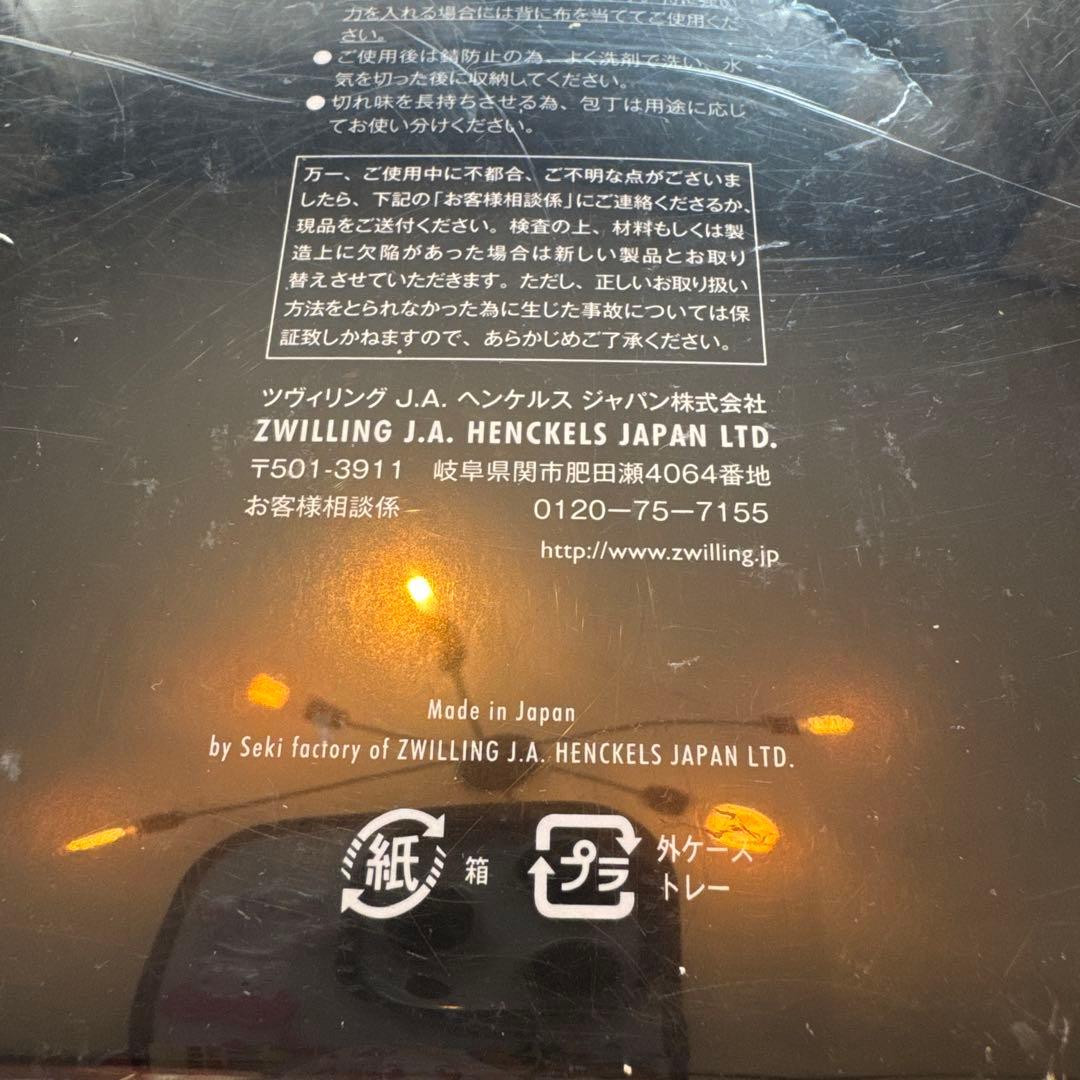 力を入れる場合には背に布を当ててご使用くだ
さい。
●ご使用後は錆防止の為、よく洗剤で洗い、水
気を切った後に収納してください。
●切れ味を長持ちさせる為、包丁は用途に応じ
てお使い分けください。
万一、ご使用中に不都合、ご不明な点がございま
したら、下記の「お客様相談係」にご連絡くださるか、
現品をご送付ください。検査の上、材料もしくは製
造上に欠陥があった場合は新しい製品とお取り
替えさせていただきます。ただし、正しいお取り扱い
方法をとられなかった為に生じた事故については保
証致しかねますので、あらかじめご了承ください。
ツヴィリング J.A. ヘンケルス ジャパン株式会社
ZWILLING J.A. HENCKELS JAPAN LTD.
〒501-3911 岐阜県関市肥田瀬4064番地
お客様相談係 0120-75-7155
http://www.zwilling.jp
Made in Japan
by Seki factory of ZWILLING J.A. HENCKELS JAPAN LTD.
紙 箱
プラ 外ケース
トレー